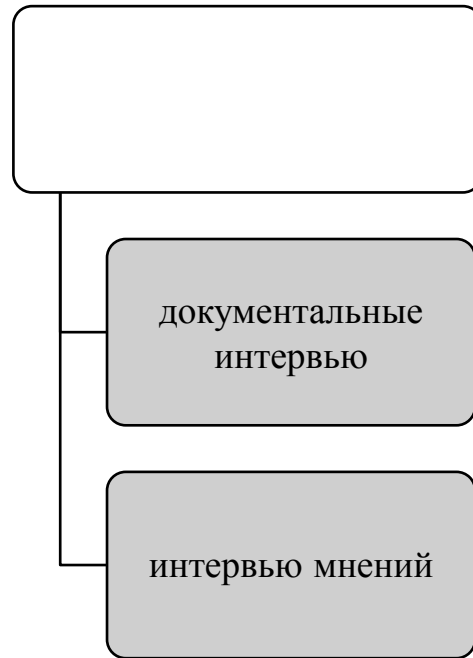 документальные
интервью
интервью мнений